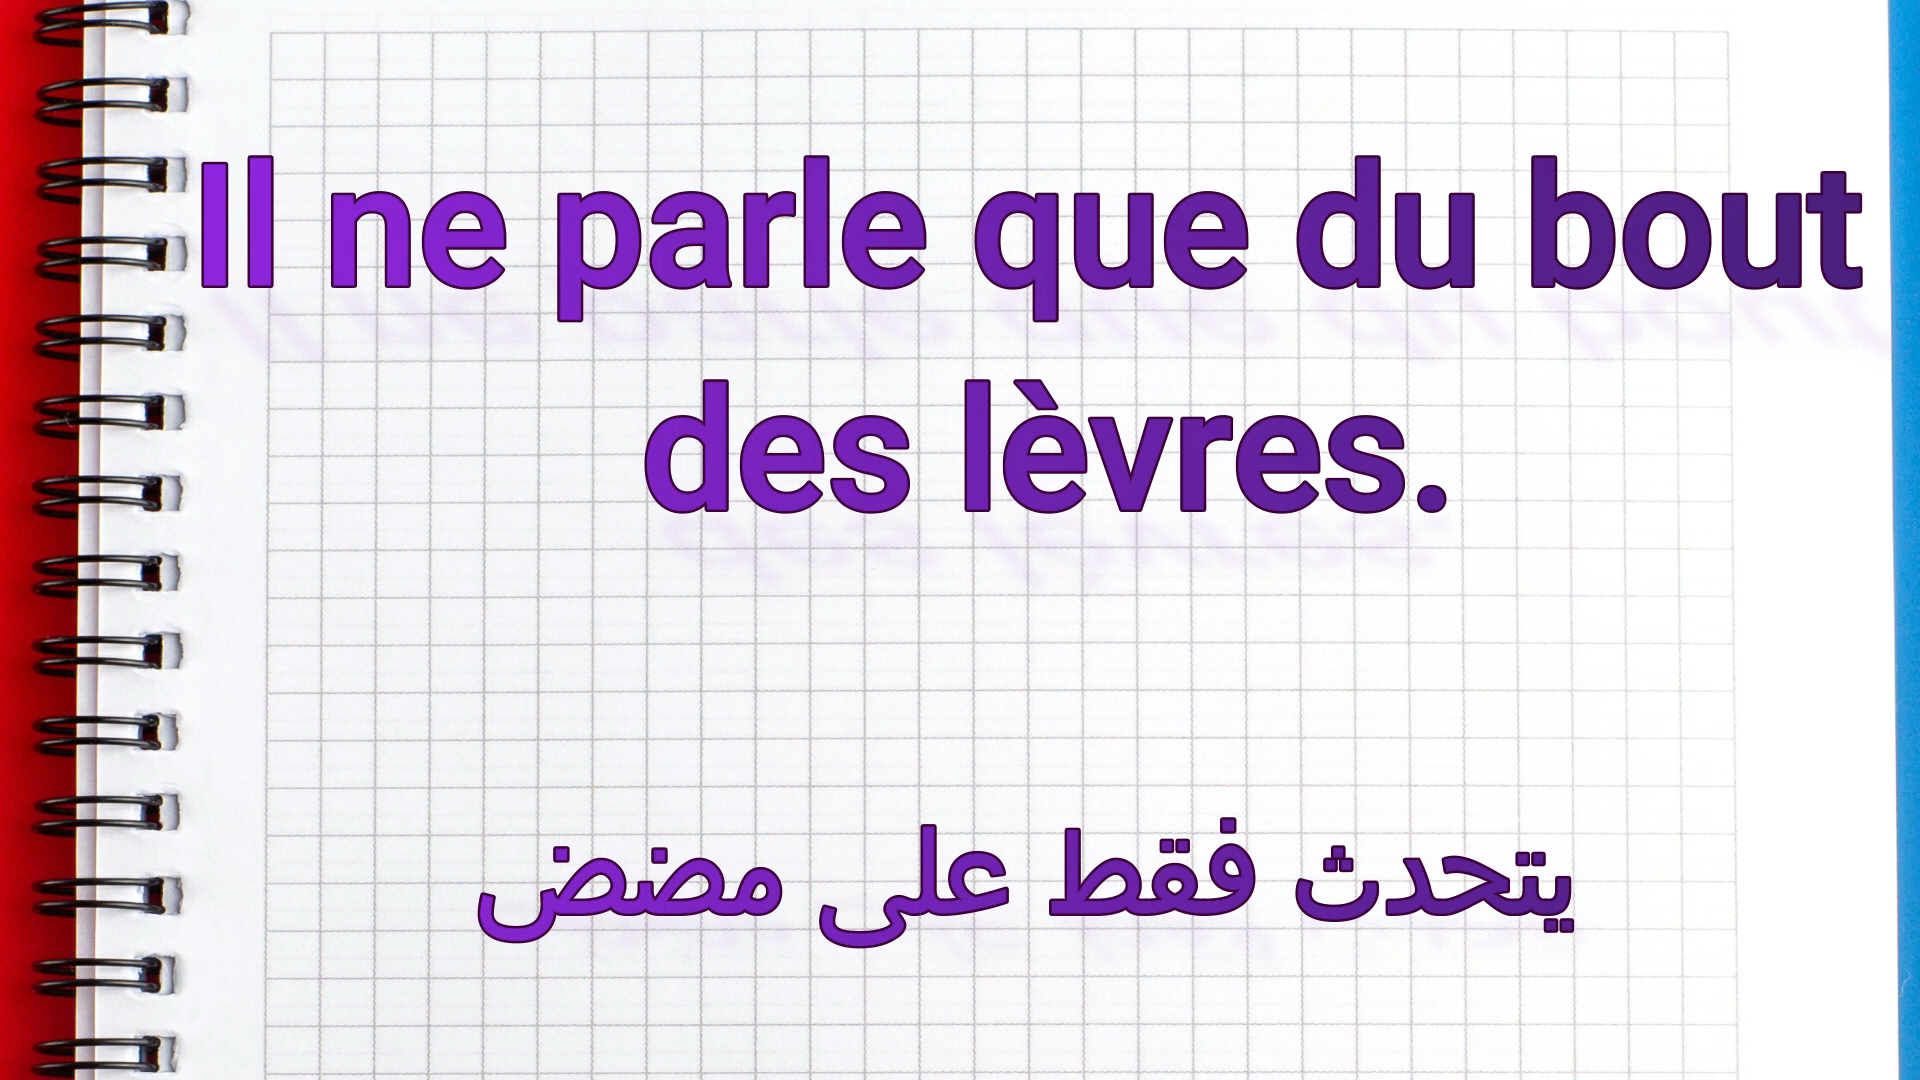 Il ne parle que du bout
des lèvres.
يتحدث فقط على مضض